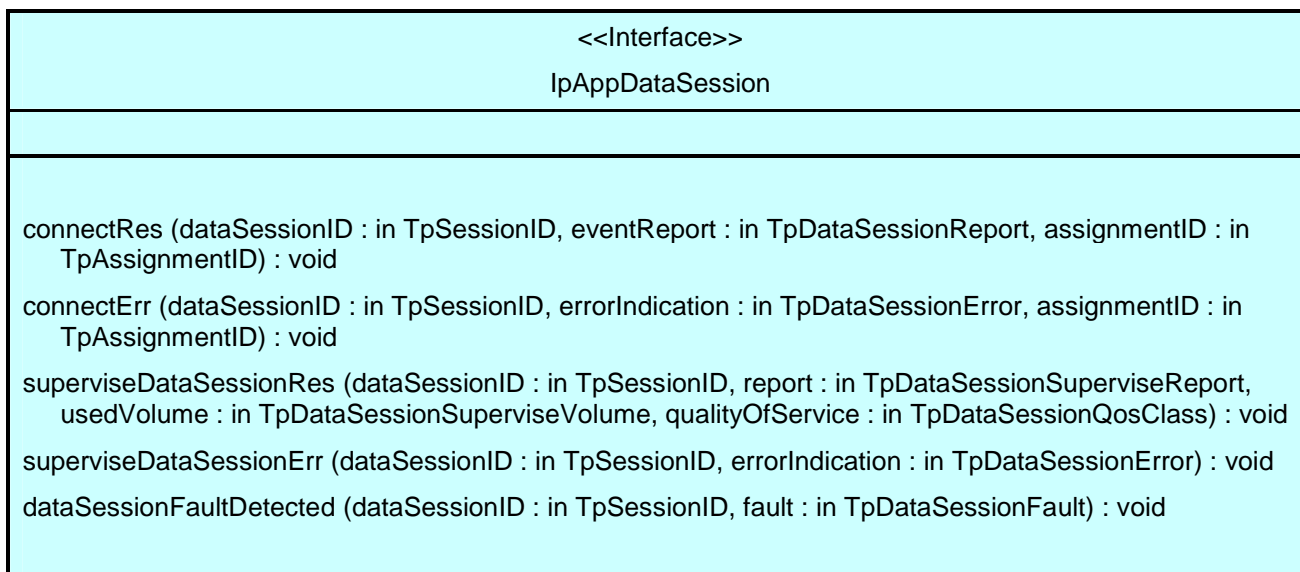 <<Interface>>
IpAppDataSession
connectRes (dataSessionID : in TpSessionID, eventReport : in TpDataSessionReport, assignmentID : in
TpAssignmentID) : void
connectErr (dataSessionID : in TpSessionID, errorIndication : in TpDataSessionError, assignmentID : in
TpAssignmentID) : void
superviseDataSessionRes (dataSessionID : in TpSessionID, report : in TpDataSessionSuperviseReport,
usedVolume : in TpDataSessionSuperviseVolume, qualityOfService : in TpDataSessionQosClass) : void
superviseDataSessionErr (dataSessionID : in TpSessionID, errorIndication : in TpDataSessionError) : void
dataSessionFaultDetected (dataSessionID : in TpSessionID, fault : in TpDataSessionFault) : void